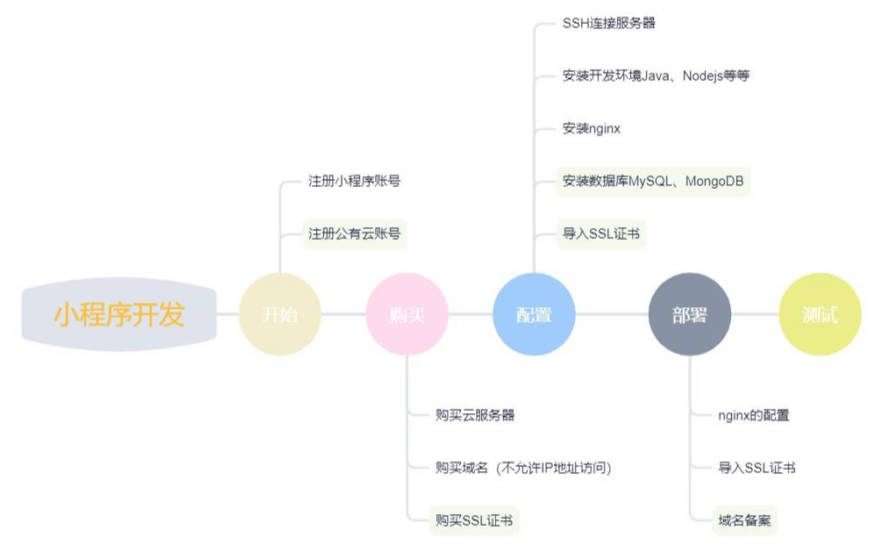 小程序开发
开始
注册小程序账号
注册公有云账号
购买
购买云服务器
购买域名（不允许IP地址访问）
购买SSL证书
配置
SSH连接服务器
安装开发环境Java、Nodejs等等
安装nginx
安装数据库MySQL、MongoDB
导入SSL证书
部署
nginx的配置
导入SSL证书
域名备案
测试